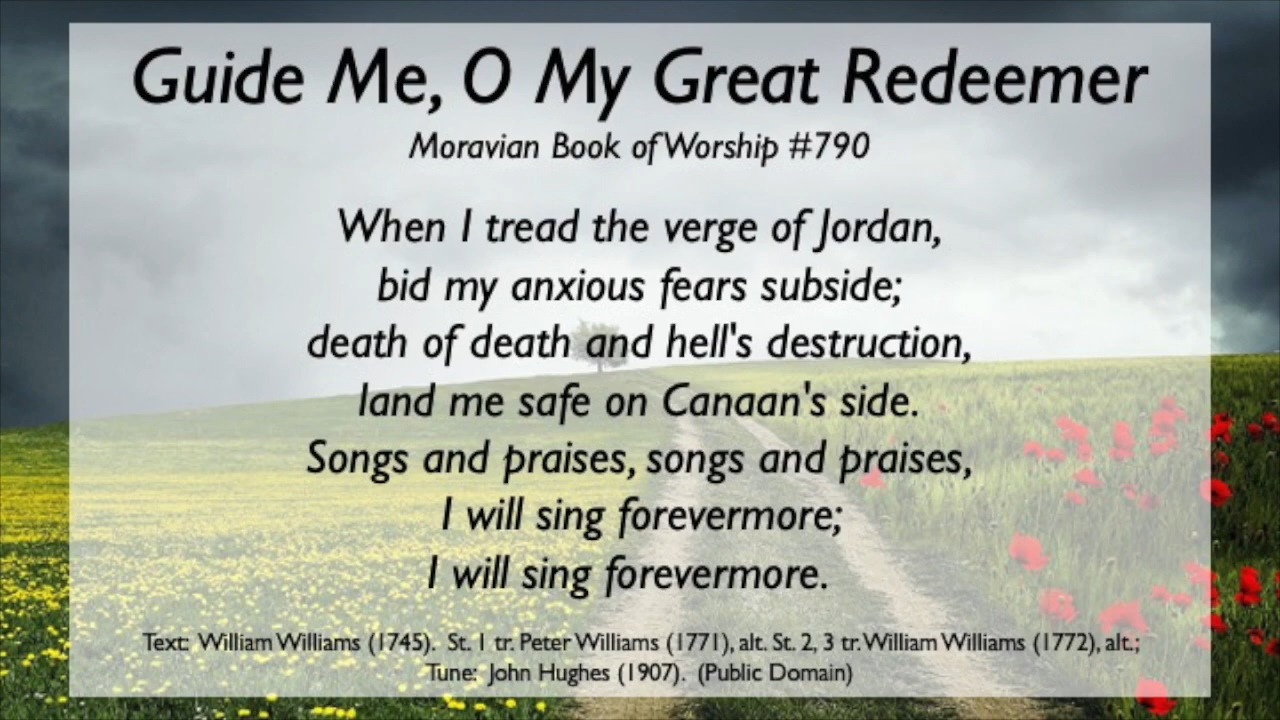 Guide Me, O My Great Redeemer
Moravian Book of Worship #790
When I tread the verge of Jordan,
bid my anxious fears subside;
death of death and hell's destruction,
land me safe on Canaan's side.
Songs and praises, songs and praises,
I will sing forevermore;
I will sing forevermore.
Text:  William Williams (1745).  St. 1 tr. Peter Williams (1771), alt. St. 2, 3 tr. William Williams (1772), alt.;
Tune:  John Hughes (1907).  (Public Domain)